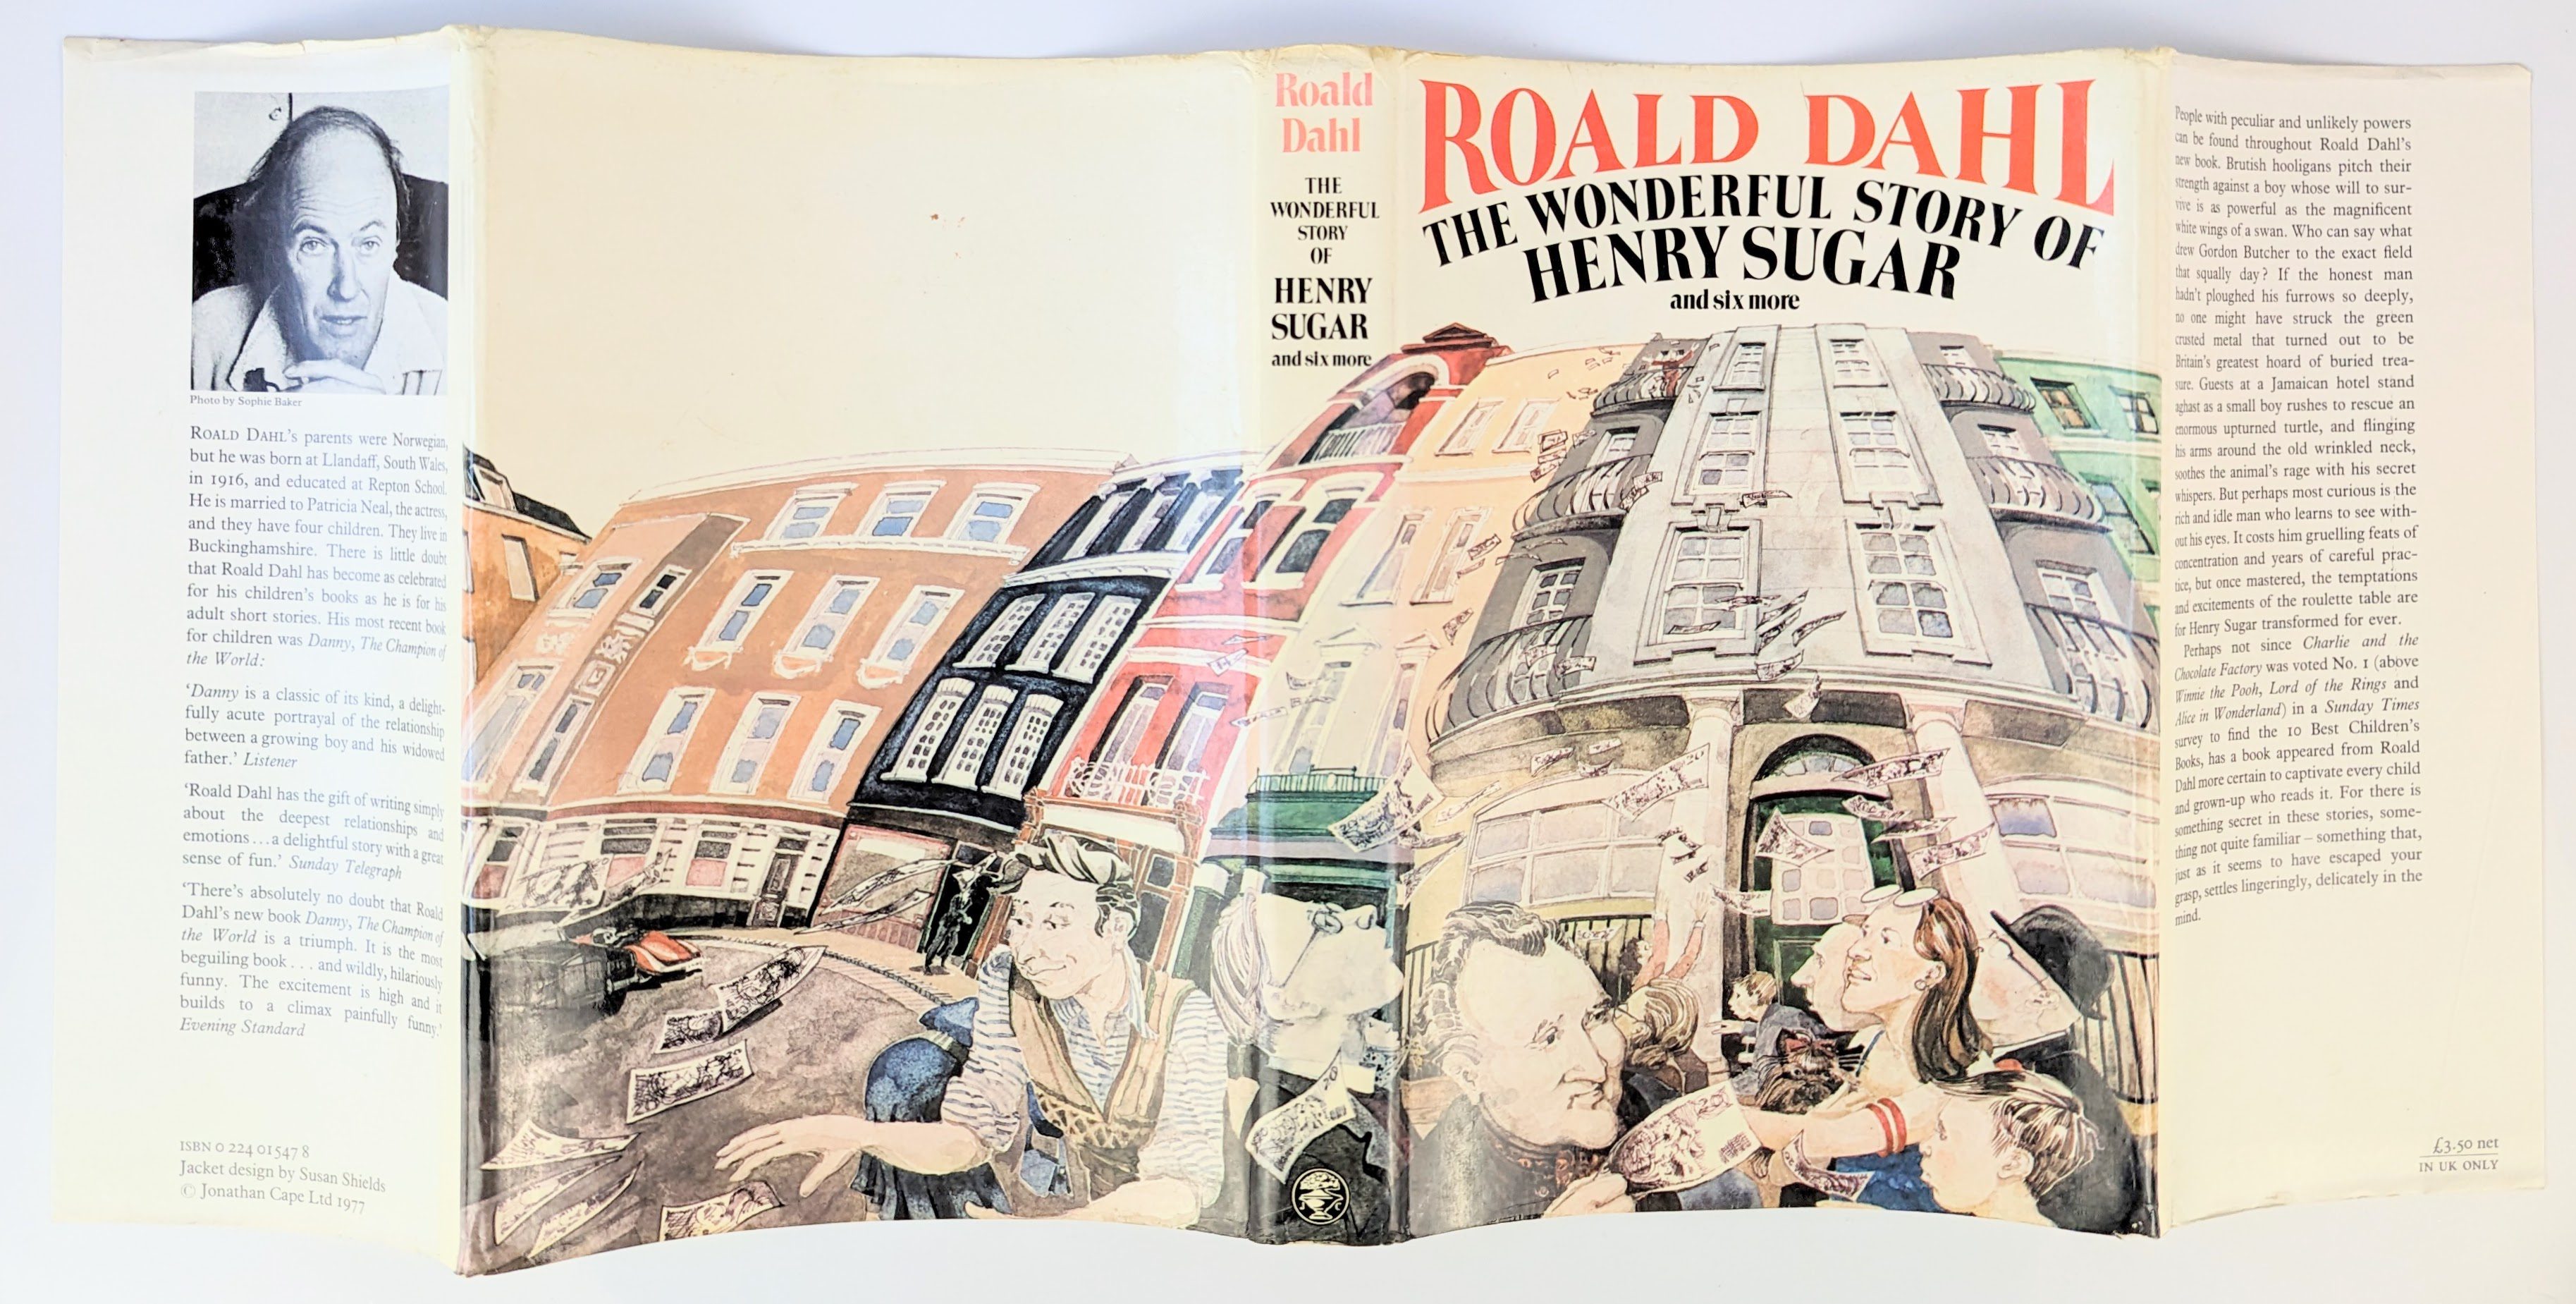 Photo by Sophie Baker
ROALD DAHL's parents were Norwegian,
but he was born at Llandaff, South Wales,
in 1916, and educated at Repton School.
He is married to Patricia Neal, the actress,
and they have four children. They live in
Buckinghamshire. There is little doubt
that Roald Dahl has become as celebrated
for his children's books as he is for his
adult short stories. His most recent book
for children was Danny, The Champion of
the World:
‘Danny is a classic of its kind, a delight-
fully acute portrayal of the relationship
between a growing boy and his widowed
father.’ Listener
‘Roald Dahl has the gift of writing simply
about the deepest relationships and
emotions...a delightful story with a great
sense of fun.’ Sunday Telegraph
‘There's absolutely no doubt that Roald
Dahl's new book Danny, The Champion of
the World is a triumph. It is the most
beguiling book . . . and wildly, hilariously
funny. The excitement is high and it
builds to a climax painfully funny.’
Evening Standard
ISBN 0 224 01547 8
Jacket design by Susan Shields
© Jonathan Cape Ltd 1977
Roald
Dahl
THE
WONDERFUL
STORY
OF
HENRY
SUGAR
and six more
ROALD DAHL
THE WONDERFUL STORY OF
HENRY SUGAR
and six more
People with peculiar and unlikely powers
can be found throughout Roald Dahl's
new book. Brutish hooligans pitch their
strength against a boy whose will to sur-
vive is as powerful as the magnificent
white wings of a swan. Who can say what
drew Gordon Butcher to the exact field
that squally day? If the honest man
hadn't ploughed his furrows so deeply,
no one might have struck the green
crusted metal that turned out to be
Britain's greatest hoard of buried trea-
sure. Guests at a Jamaican hotel stand
aghast as a small boy rushes to rescue an
enormous upturned turtle, and flinging
his arms around the old wrinkled neck,
soothes the animal's rage with his secret
whispers. But perhaps most curious is the
rich and idle man who learns to see with-
out his eyes. It costs him gruelling feats of
concentration and years of careful prac-
tice, but once mastered, the temptations
and excitements of the roulette table are
for Henry Sugar transformed for ever.
Perhaps not since Charlie and the
Chocolate Factory was voted No. 1 (above
Winnie the Pooh, Lord of the Rings and
Alice in Wonderland) in a Sunday Times
survey to find the 10 Best Children's
Books, has a book appeared from Roald
Dahl more certain to captivate every child
and grown-up who reads it. For there is
something secret in these stories, some-
thing not quite familiar – something that,
just as it seems to have escaped your
grasp, settles lingeringly, delicately in the
mind.
£3.50 net
IN UK ONLY